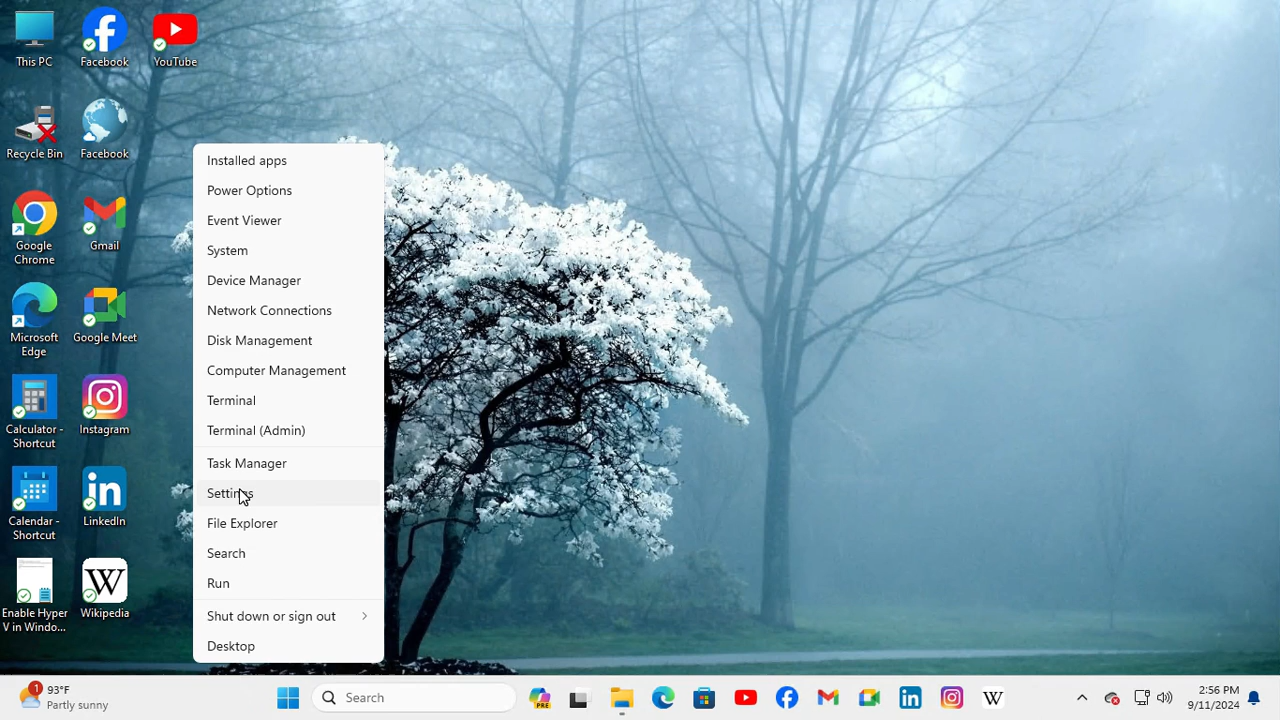 This PC
Facebook
YouTube
Recycle Bin
Facebook
Google
Chrome
Gmail
Microsoft
Edge
Google Meet
Calculator -
Shortcut
Instagram
Calendar -
Shortcut
LinkedIn
Enable Hyper
V in Windo...
Wikipedia
Installed apps
Power Options
Event Viewer
System
Device Manager
Network Connections
Disk Management
Computer Management
Terminal
Terminal (Admin)
Task Manager
Settings
File Explorer
Search
Run
Shut down or sign out
Desktop
1
93°F
Partly sunny
Search
PRE
2:56 PM
9/11/2024